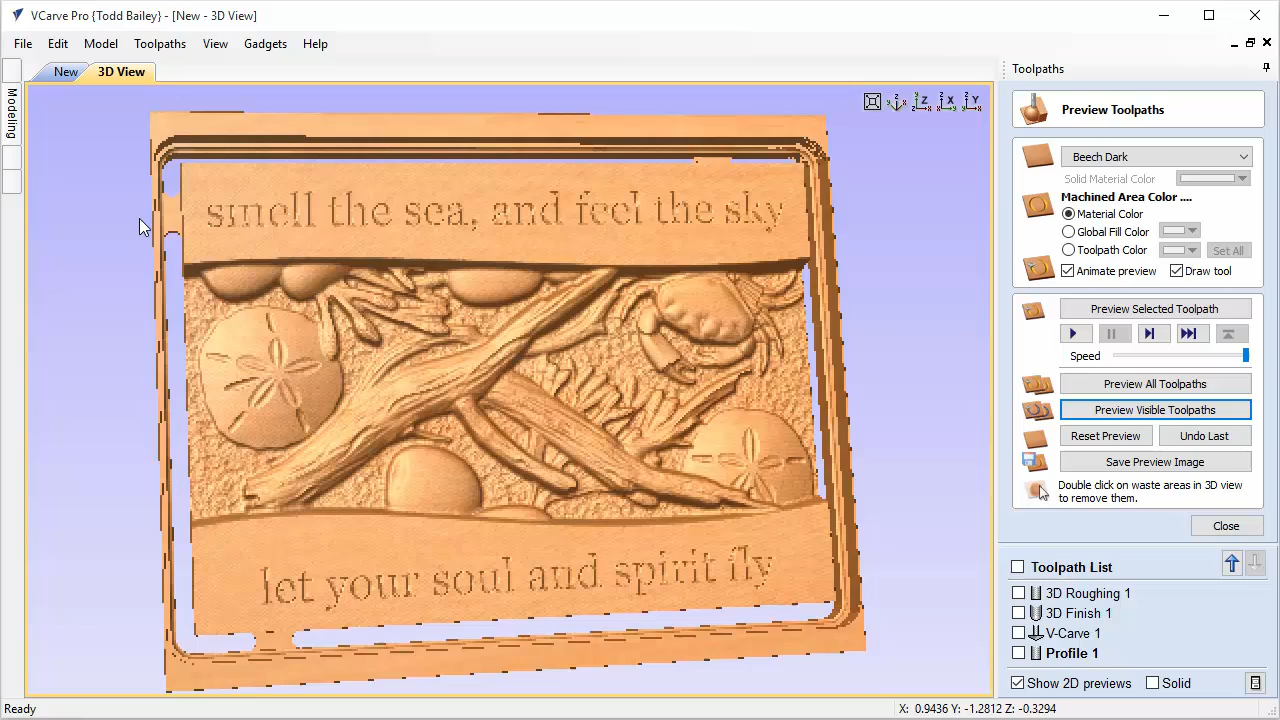 VCarve Pro {Todd Bailey} - [New - 3D View]
File Edit Model Toolpaths View Gadgets Help
New 3D View
Modeling
smell the sea, and feel the sky
let your soul and spirit fly
Toolpaths
Preview Toolpaths
Beech Dark
Solid Material Color
Machined Area Color ....
Material Color
Global Fill Color
Toolpath Color Set All
Animate preview Draw tool
Preview Selected Toolpath
Speed
Preview All Toolpaths
Preview Visible Toolpaths
Reset Preview Undo Last
Save Preview Image
Double click on waste areas in 3D view
to remove them.
Close
Toolpath List
3D Roughing 1
3D Finish 1
V-Carve 1
Profile 1
Show 2D previews Solid
Ready X: 0.9436 Y: -1.2812 Z: -0.3294